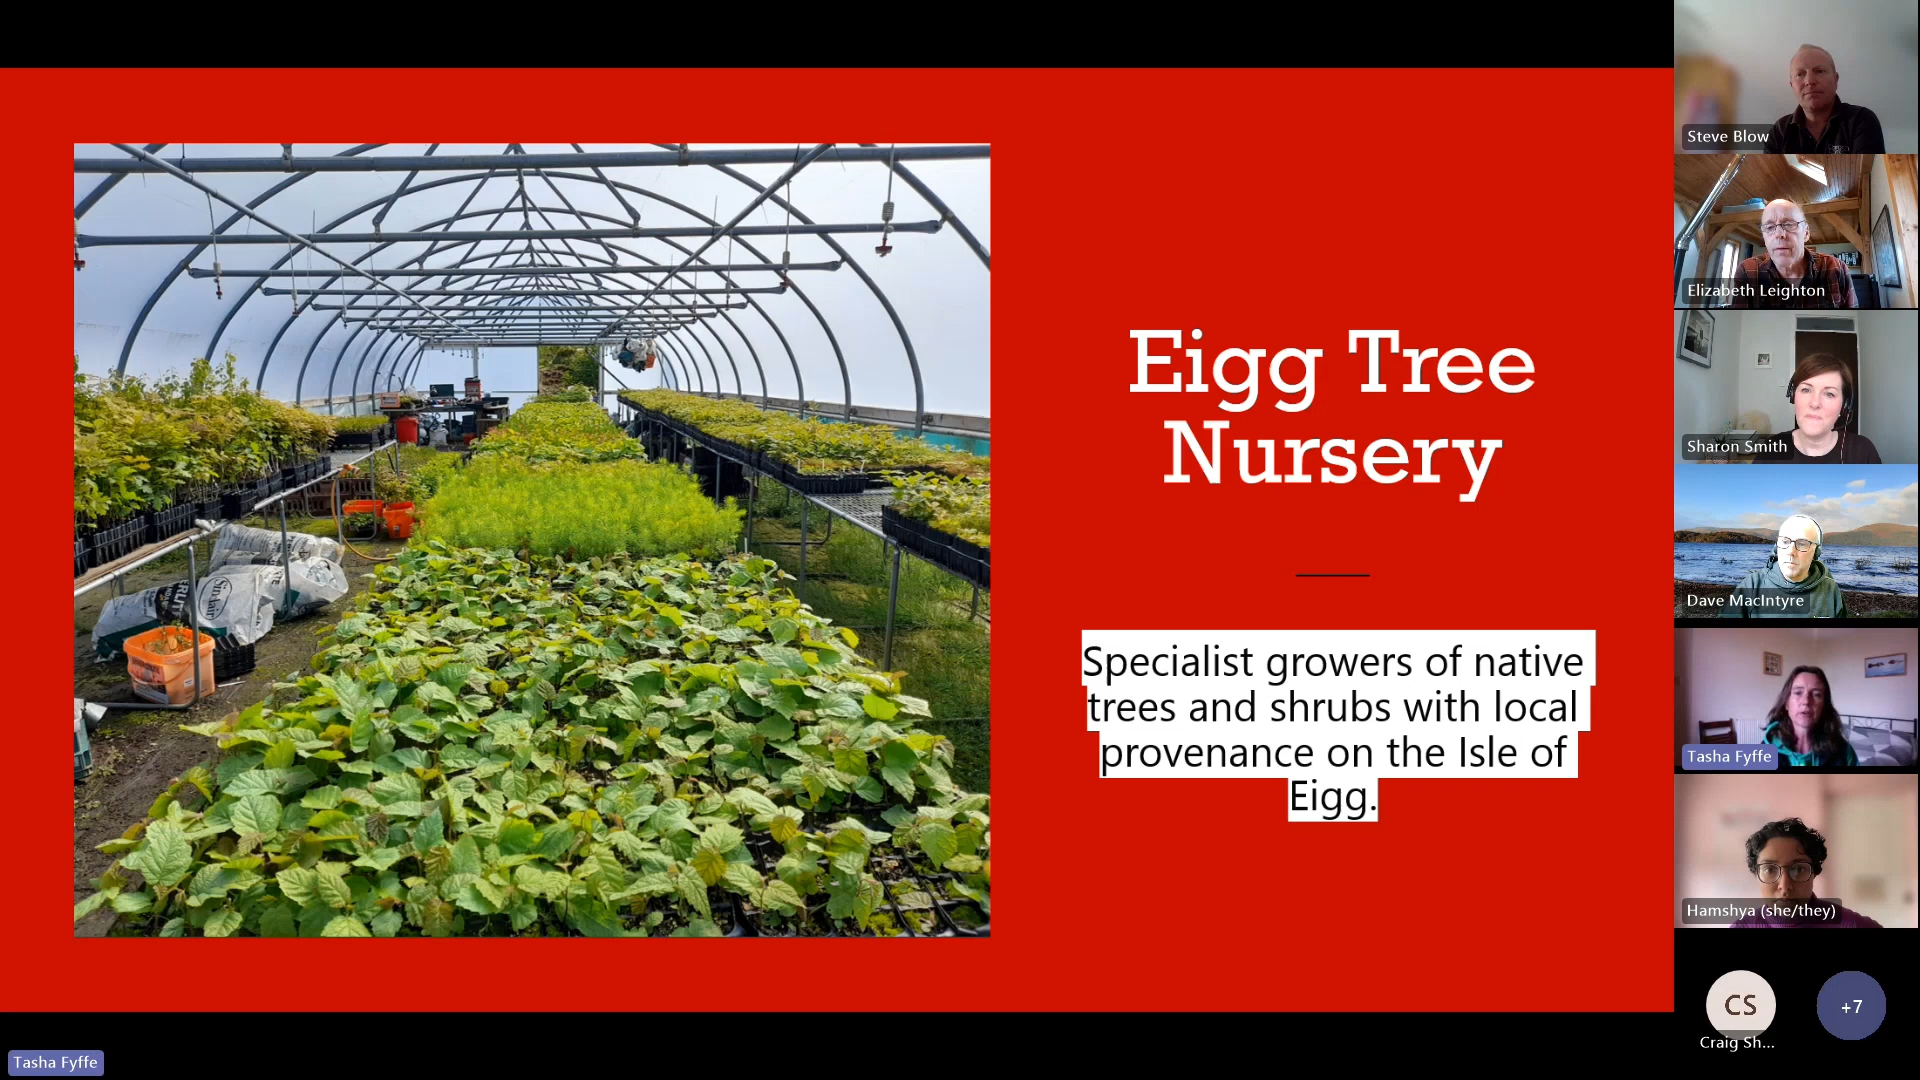 Eigg Tree
Nursery
Specialist growers of native
trees and shrubs with local
provenance on the Isle of
Eigg.
Sinclair
Steve Blow
Elizabeth Leighton
Sharon Smith
Dave MacIntyre
Tasha Fyffe
Hamshya (she/they)
CS
+7
Craig Sh...
Tasha Fyffe